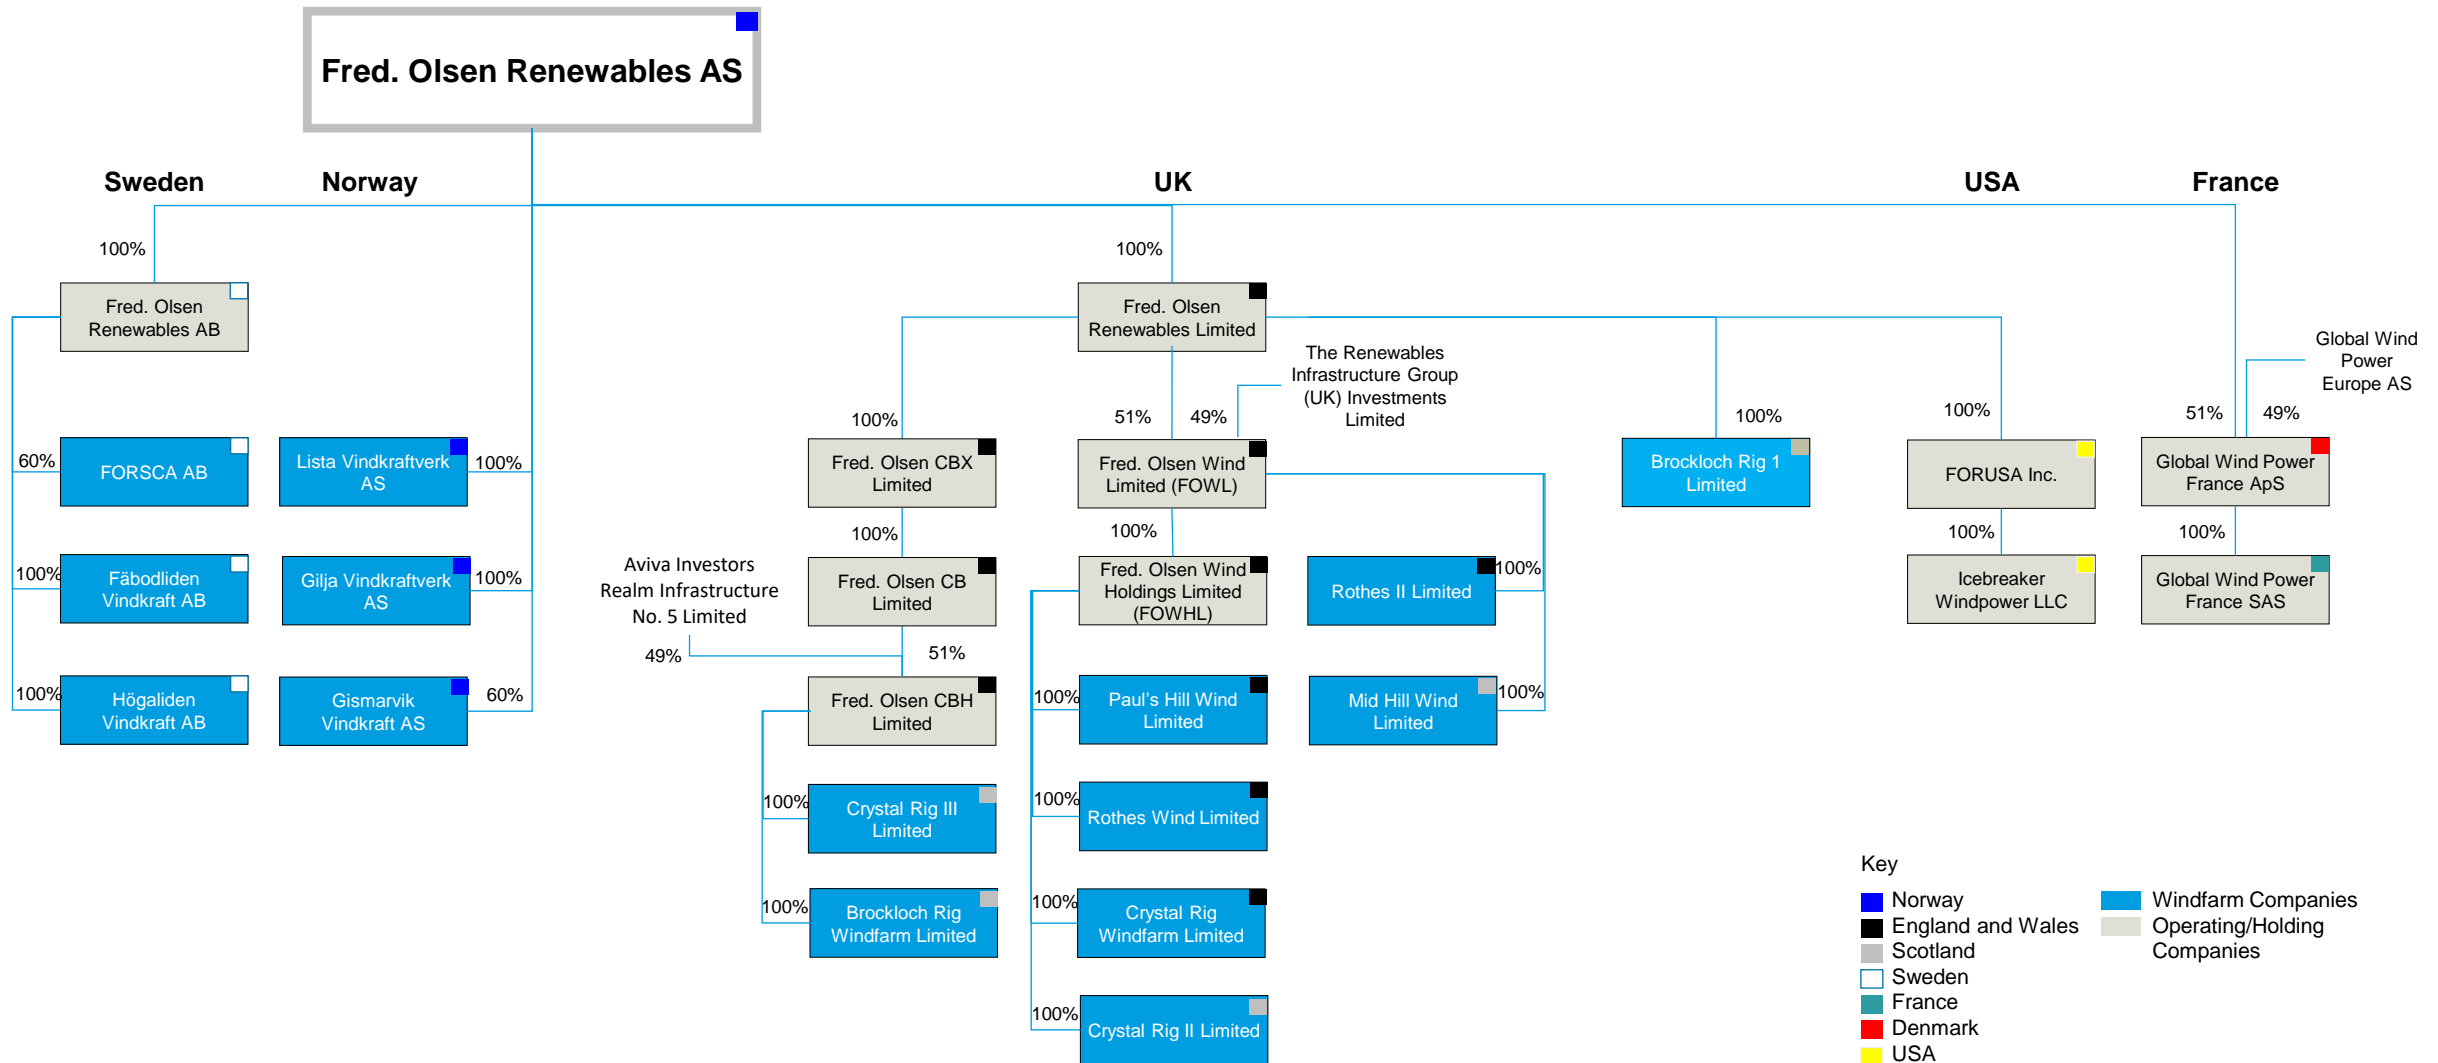 Fred. Olsen Renewables AS
Sweden
Norway
UK
USA
France
100%
100%
Fred. Olsen
Renewables AB
Fred. Olsen
Renewables Limited
The Renewables
Infrastructure Group
(UK) Investments
Limited
Global Wind
Power
Europe AS
100%
51%
49%
100%
100%
51%
49%
60%
FORSCA AB
Lista Vindkraftverk
AS
100%
Fred. Olsen CBX
Limited
Fred. Olsen Wind
Limited (FOWL)
Brockloch Rig 1
Limited
FORUSA Inc.
Global Wind Power
France ApS
100%
100%
100%
100%
100%
Fäbodliden
Vindkraft AB
Gilja Vindkraftverk
AS
100%
Aviva Investors
Realm Infrastructure
No. 5 Limited
Fred. Olsen CB
Limited
Fred. Olsen Wind
Holdings Limited
(FOWHL)
Rothes II Limited
100%
Icebreaker
Windpower LLC
Global Wind Power
France SAS
49%
51%
100%
Högaliden
Vindkraft AB
Gismarvik
Vindkraft AS
60%
Fred. Olsen CBH
Limited
100%
Paul’s Hill Wind
Limited
Mid Hill Wind
Limited
100%
100%
Crystal Rig III
Limited
100%
Rothes Wind Limited
100%
Brockloch Rig
Windfarm Limited
100%
Crystal Rig
Windfarm Limited
100%
Crystal Rig II Limited
Key
Norway
England and Wales
Scotland
Sweden
France
Denmark
USA
Windfarm Companies
Operating/Holding
Companies